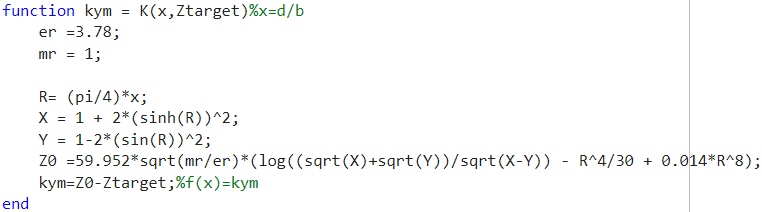 function kym = K(x,Ztarget)%x=d/b
er =3.78;
mr = 1;
R= (pi/4)*x;
X = 1 + 2*(sinh(R))^2;
Y = 1-2*(sin(R))^2;
Z0 =59.952*sqrt(mr/er)*(log((sqrt(X)+sqrt(Y))/sqrt(X-Y)) - R^4/30 + 0.014*R^8);
kym=Z0-Ztarget;%f(x)=kym
end